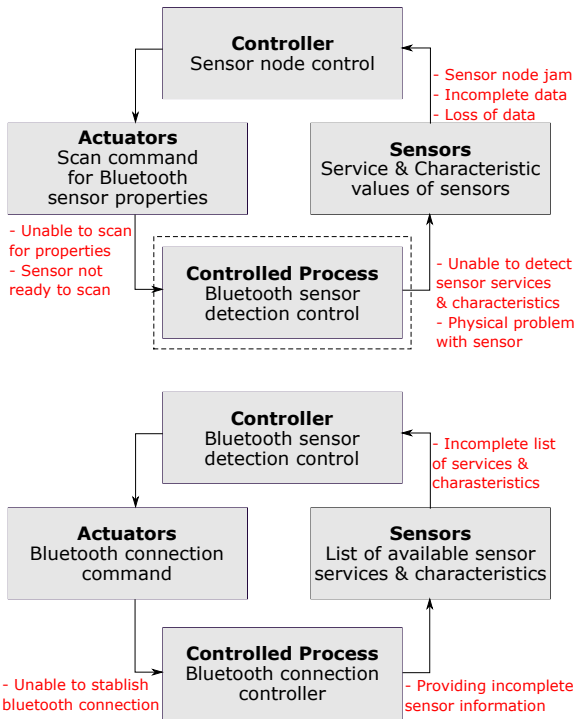 Controller
Sensor node control
- Sensor node jam
- Incomplete data
- Loss of data
Actuators
Scan command
for Bluetooth
sensor properties
Sensors
Service & Characteristic
values of sensors
- Unable to scan
for properties
- Sensor not
ready to scan
Controlled Process
Bluetooth sensor
detection control
- Unable to detect
sensor services
& characteristics
- Physical problem
with sensor
Controller
Bluetooth sensor
detection control
- Incomplete list
of services &
charasteristics
Actuators
Bluetooth connection
command
Sensors
List of available sensor
services & characteristics
- Unable to stablish
bluetooth connection
Controlled Process
Bluetooth connection
controller
- Providing incomplete
sensor information